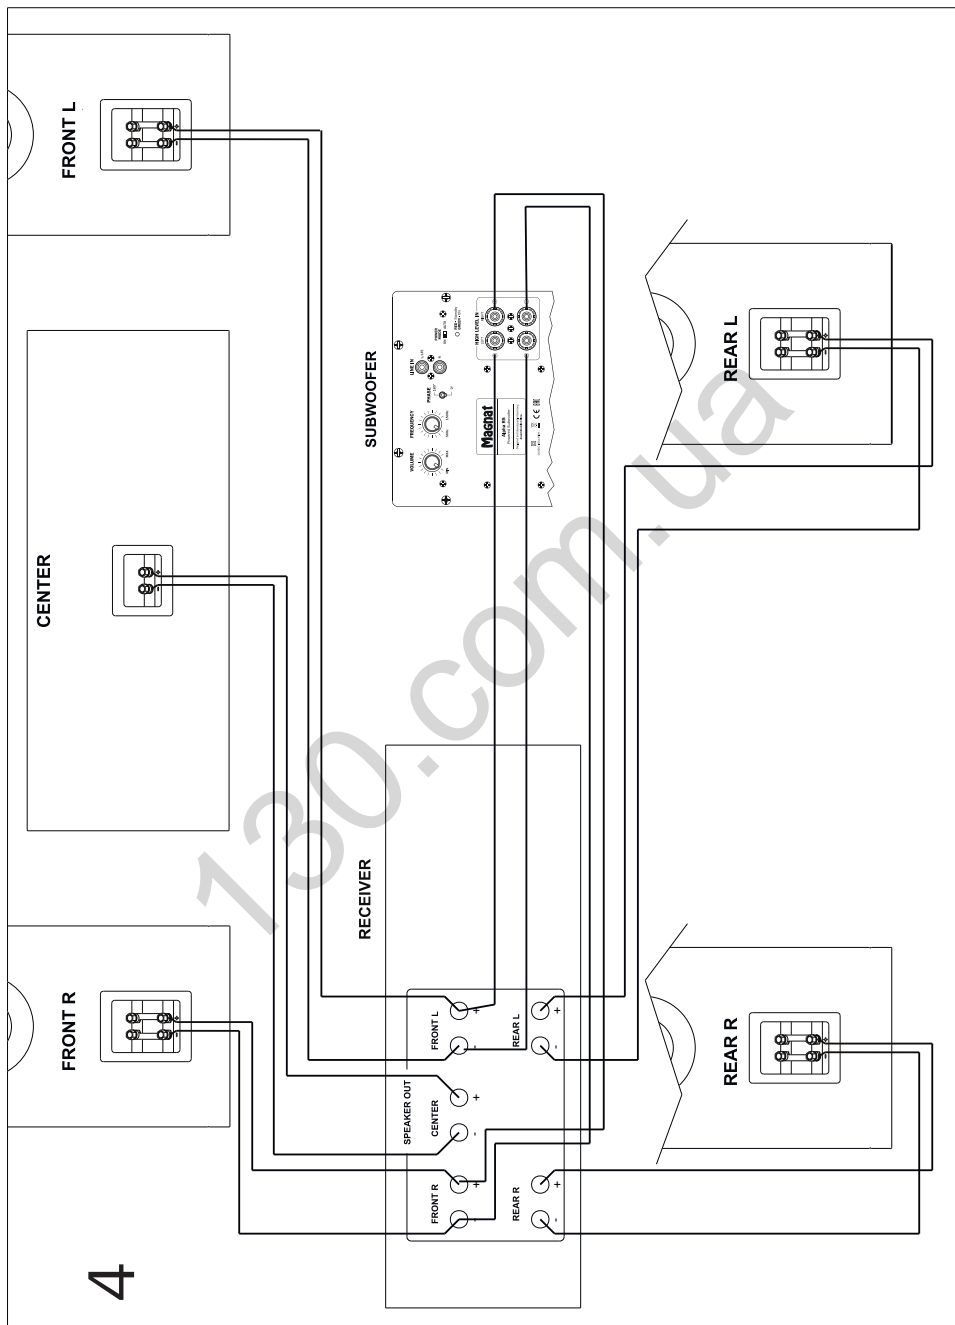 4
FRONT R
CENTER
FRONT L
RECEIVER
SPEAKER OUT
FRONT R
- +
CENTER
- +
FRONT L
- +
REAR R
- +
REAR L
- +
SUBWOOFER
VOLUME
FREQUENCY
PHASE
LINE IN
HIGH LEVEL IN
Magnat
REAR R
REAR L
130.com.ua